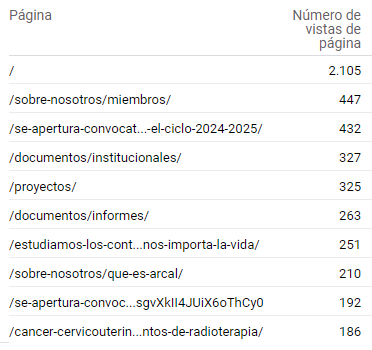 Página Número de
vistas de
página
/ 2.105
/sobre-nosotros/miembros/ 447
/se-apertura-convocat...-el-ciclo-2024-2025/ 432
/documentos/institucionales/ 327
/proyectos/ 325
/documentos/informes/ 263
/estudiamos-los-cont...nos-importa-la-vida/ 251
/sobre-nosotros/que-es-arcal/ 210
/se-apertura-convoc...sgvXkII4JUiX6oThCy0 192
/cancer-cervicouterin...ntos-de-radioterapia/ 186